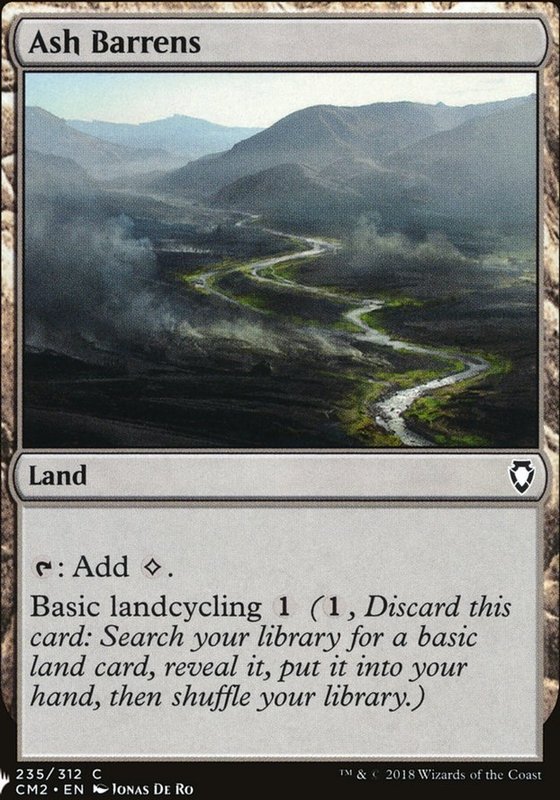 Ash Barrens
Land
: Add .
Basic landcycling 1 (1, Discard this
card: Search your library for a basic
land card, reveal it, put it into your
hand, then shuffle your library.)
235/312 C
CM2 • EN Jonas De Ro
™ & © 2018 Wizards of the Coast